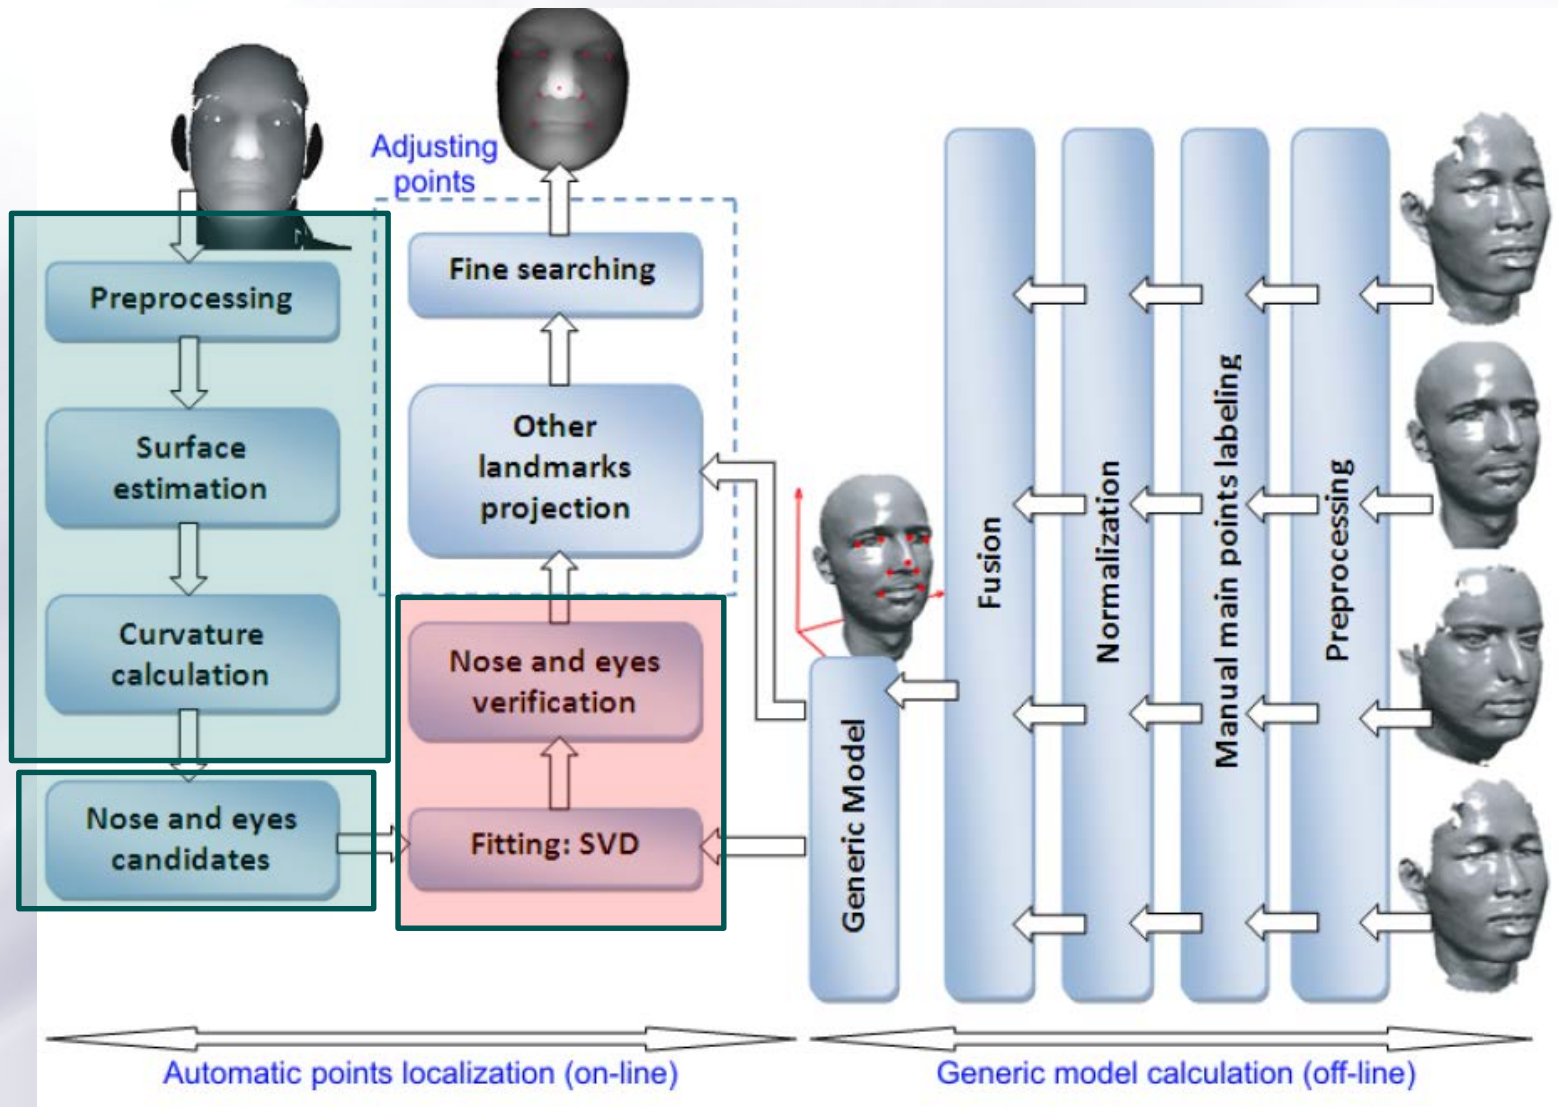 Adjusting
points
Preprocessing
Surface
estimation
Curvature
calculation
Nose and eyes
candidates
Fine searching
Other
landmarks
projection
Nose and eyes
verification
Fitting: SVD
Generic Model
Fusion
Normalization
Manual main points labeling
Preprocessing
Automatic points localization (on-line)
Generic model calculation (off-line)